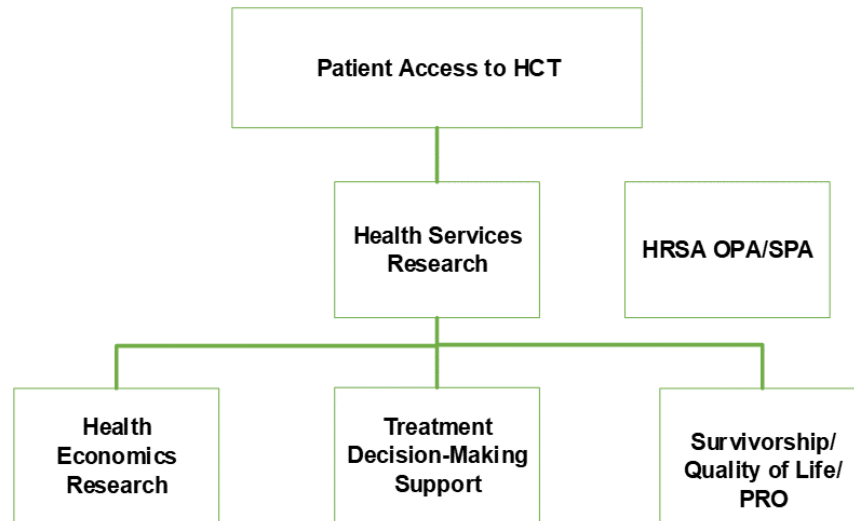 Patient Access to HCT
Health Services
Research
HRSA OPA/SPA
Health
Economics
Research
Treatment
Decision-Making
Support
Survivorship/
Quality of Life/
PRO